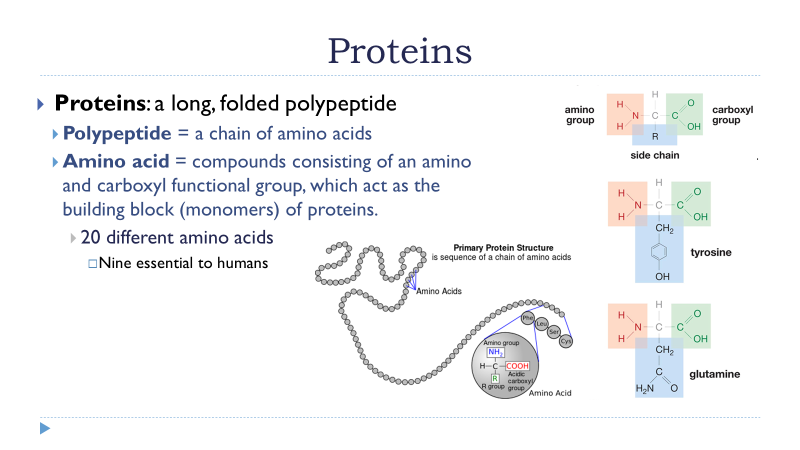 Proteins
Proteins: a long, folded polypeptide
Polypeptide = a chain of amino acids
Amino acid = compounds consisting of an amino
and carboxyl functional group, which act as the
building block (monomers) of proteins.
20 different amino acids
Nine essential to humans
Primary Protein Structure
is sequence of a chain of amino acids
Amino Acids
Phe
Leu
Ser
Cys
Amino group
NH₂
H C COOH
R
Acidic
carboxyl
group
R group
Amino Acid
amino
group
H
H
N
H
C
R
C
O
OH
carboxyl
group
side chain
H
H
N
H
C
C
O
OH
CH₂
OH
tyrosine
H
H
N
H
C
C
O
OH
CH₂
C
H₂N
O
glutamine